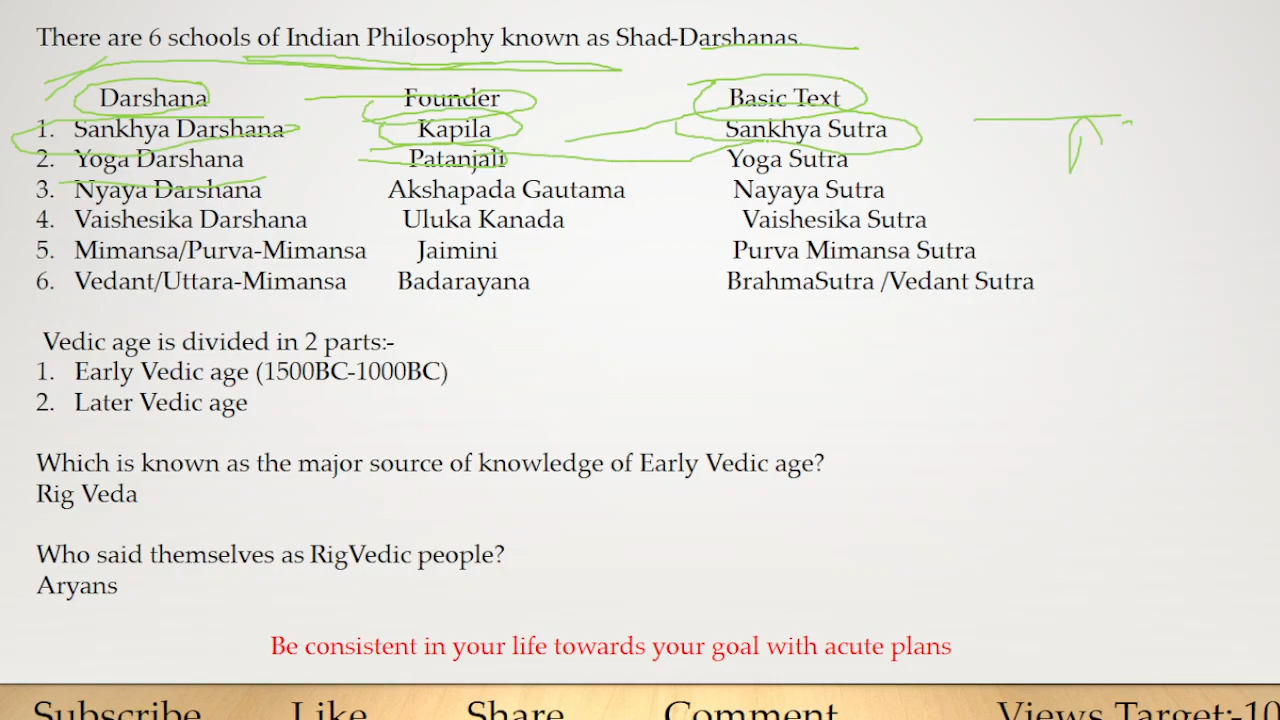 There are 6 schools of Indian Philosophy known as Shad-Darshanas.
Darshana Founder Basic Text
1. Sankhya Darshana Kapila Sankhya Sutra
2. Yoga Darshana Patanjali Yoga Sutra
3. Nyaya Darshana Akshapada Gautama Nayaya Sutra
4. Vaishesika Darshana Uluka Kanada Vaishesika Sutra
5. Mimansa/Purva-Mimansa Jaimini Purva Mimansa Sutra
6. Vedant/Uttara-Mimansa Badarayana BrahmaSutra /Vedant Sutra
Vedic age is divided in 2 parts:-
1. Early Vedic age (1500BC-1000BC)
2. Later Vedic age
Which is known as the major source of knowledge of Early Vedic age?
Rig Veda
Who said themselves as RigVedic people?
Aryans
Be consistent in your life towards your goal with acute plans
Subscribe Like Share Comment Views Target:-10